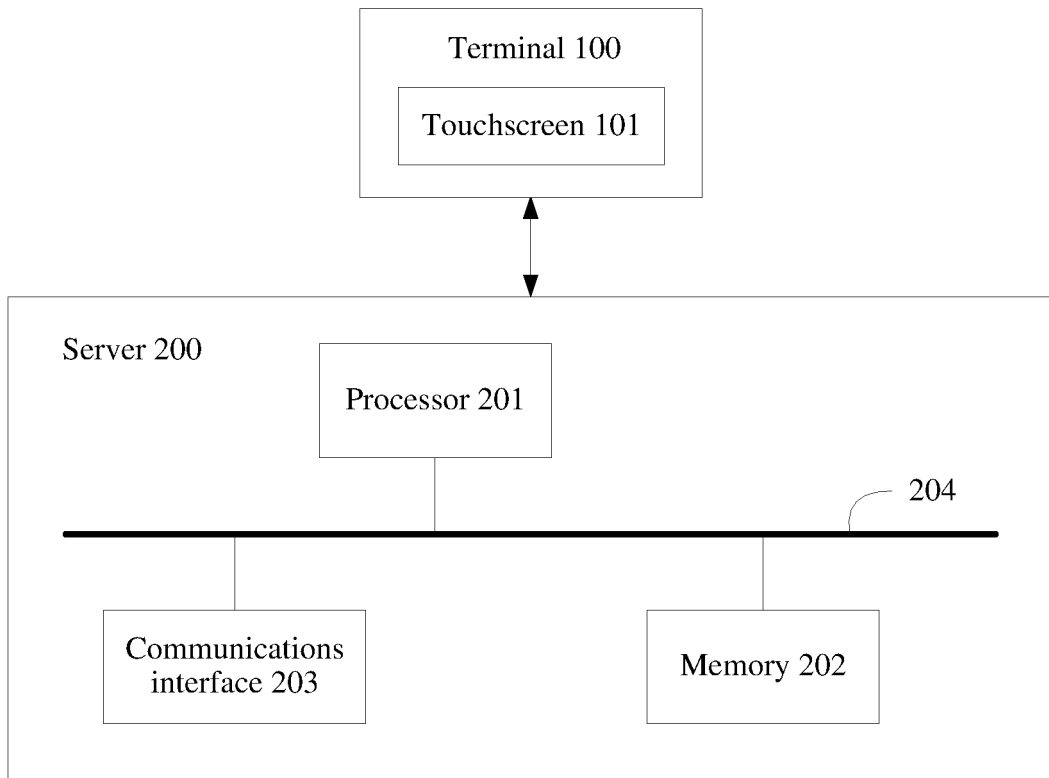 Terminal 100
Touchscreen 101
Server 200
Processor 201
204
Communications
interface 203
Memory 202